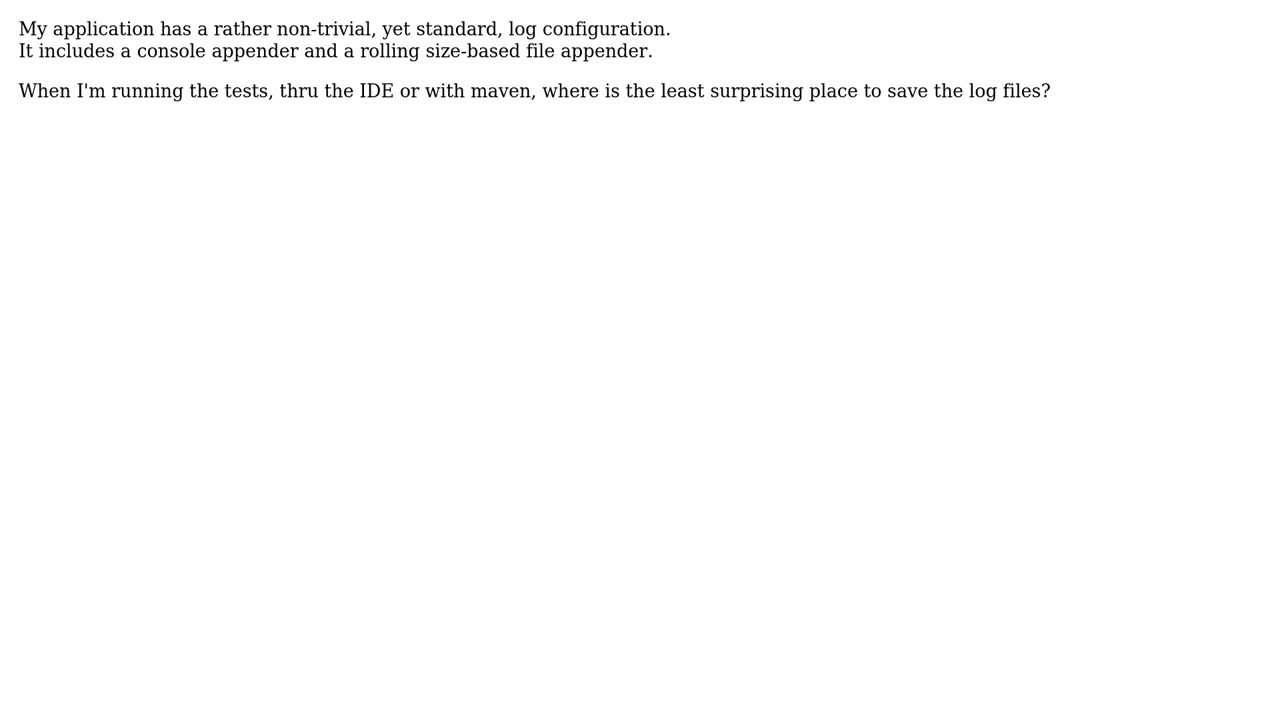 My application has a rather non-trivial, yet standard, log configuration.
It includes a console appender and a rolling size-based file appender.
When I'm running the tests, thru the IDE or with maven, where is the least surprising place to save the log files?